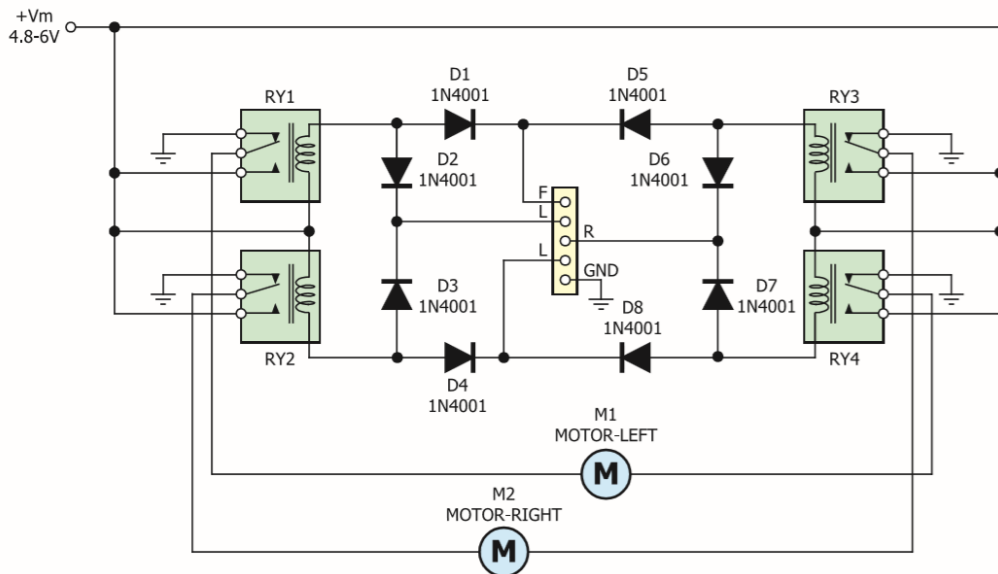 +Vm
4.8-6V
RY1
D1
1N4001
D5
1N4001
RY3
D2
1N4001
D6
1N4001
F
L
R
L
GND
D3
1N4001
D7
1N4001
D8
1N4001
RY2
D4
1N4001
RY4
M1
MOTOR-LEFT
M
M2
MOTOR-RIGHT
M